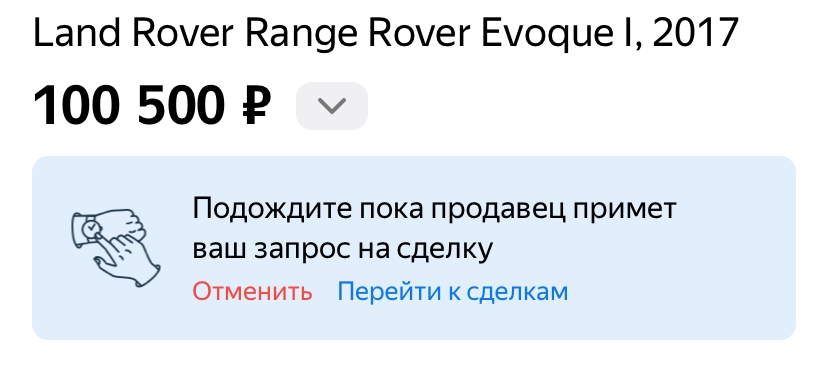 Land Rover Range Rover Evoque I, 2017
100 500 ₽
Подождите пока продавец примет
ваш запрос на сделку
Отменить Перейти к сделкам